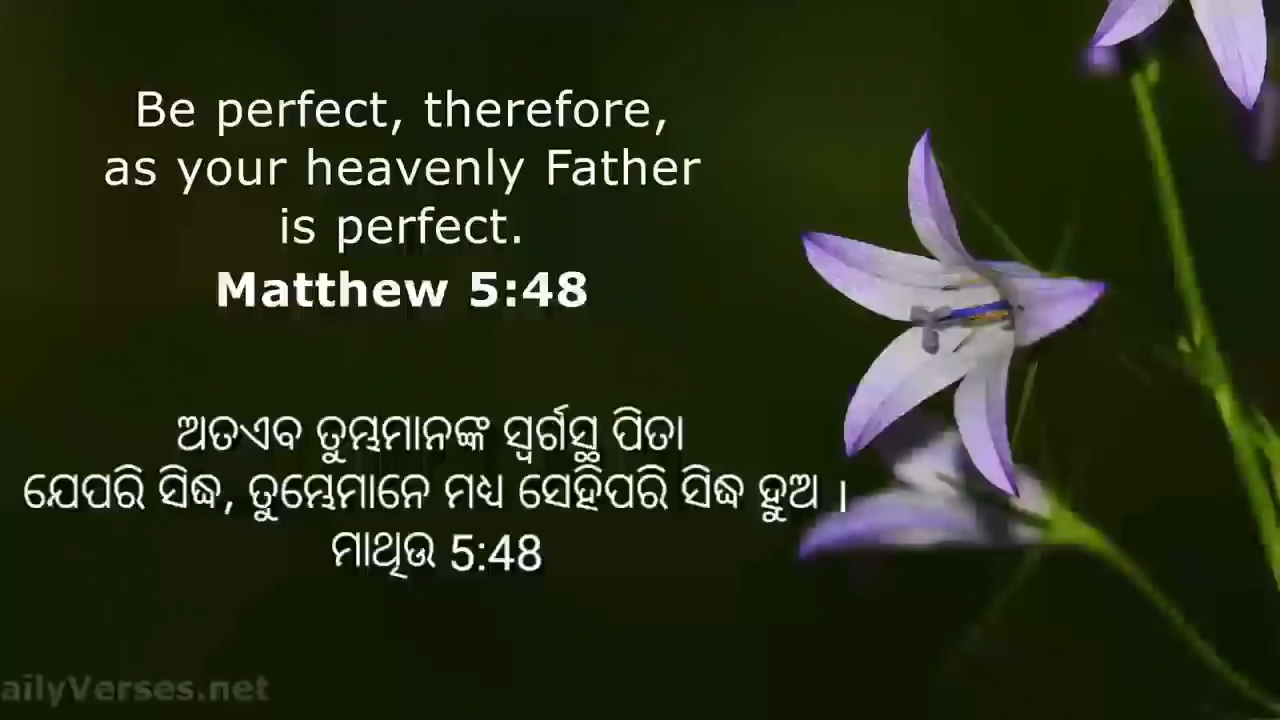 Be perfect, therefore,
as your heavenly Father
is perfect.
Matthew 5:48
ଅତଏବ ତୁମ୍ଭମାନଙ୍କ ସ୍ୱର୍ଗସ୍ଥ ପିତା
ଯେପରି ସିଦ୍ଧ, ତୁମ୍ଭେମାନେ ମଧ୍ୟ ସେହିପରି ସିଦ୍ଧ ହୁଅ ।
ମାଥିଉ 5:48
ailyVerses.net